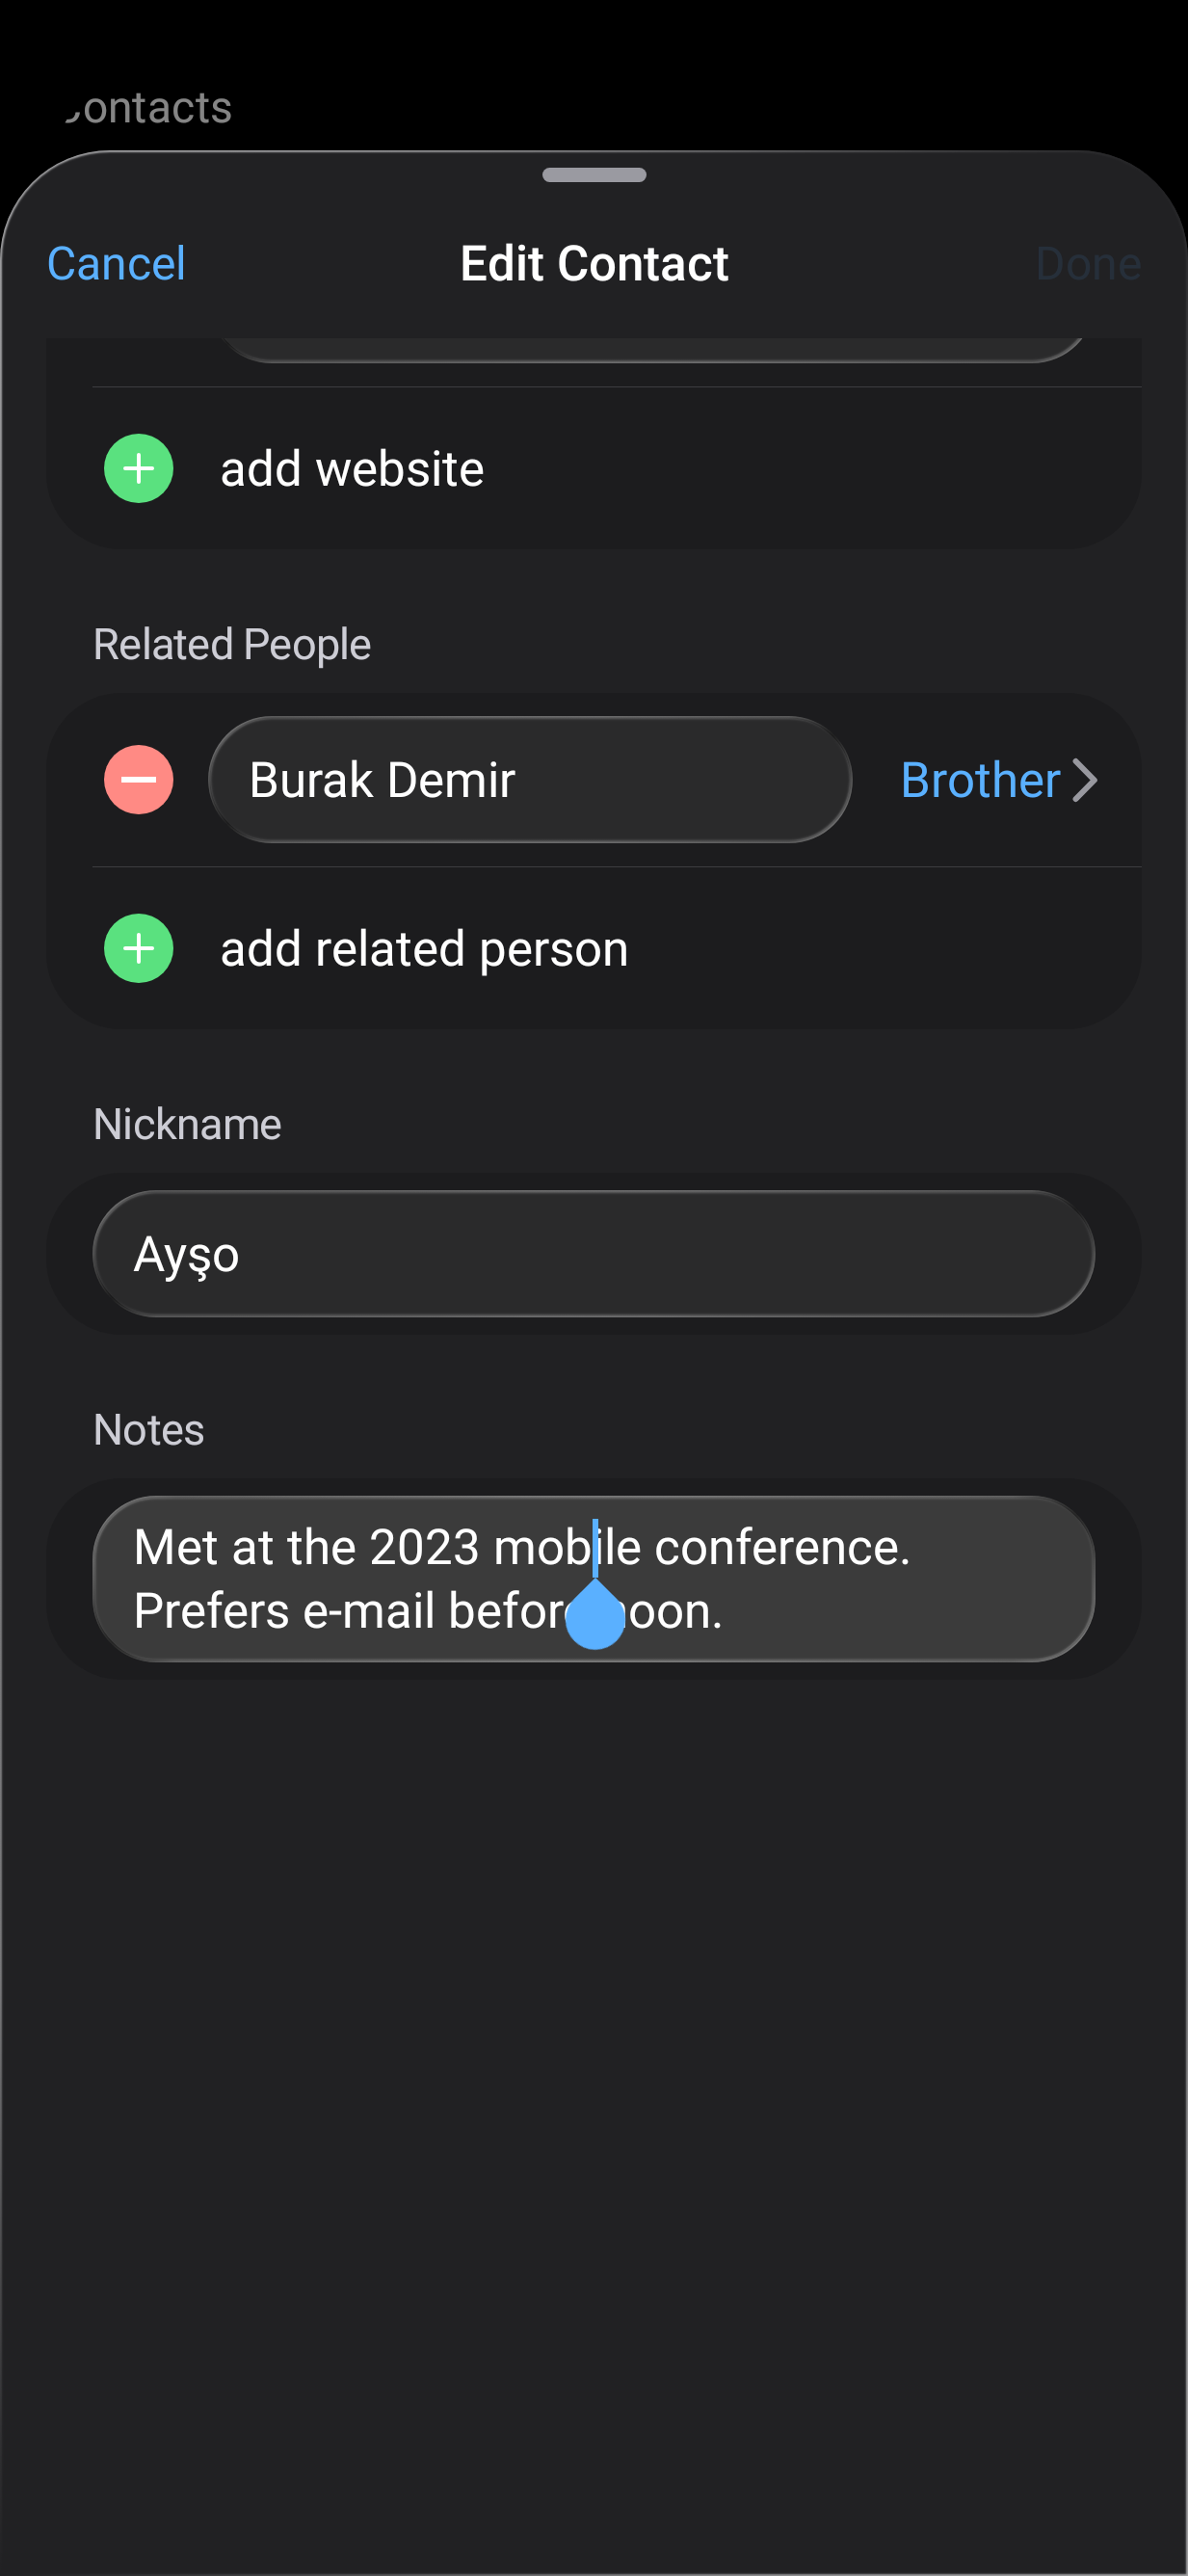 ontacts
Cancel
Edit Contact
Done
add website
Related People
Burak Demir
Brother
add related person
Nickname
Ayşo
Notes
Met at the 2023 mobile conference.
Prefers e-mail before noon.